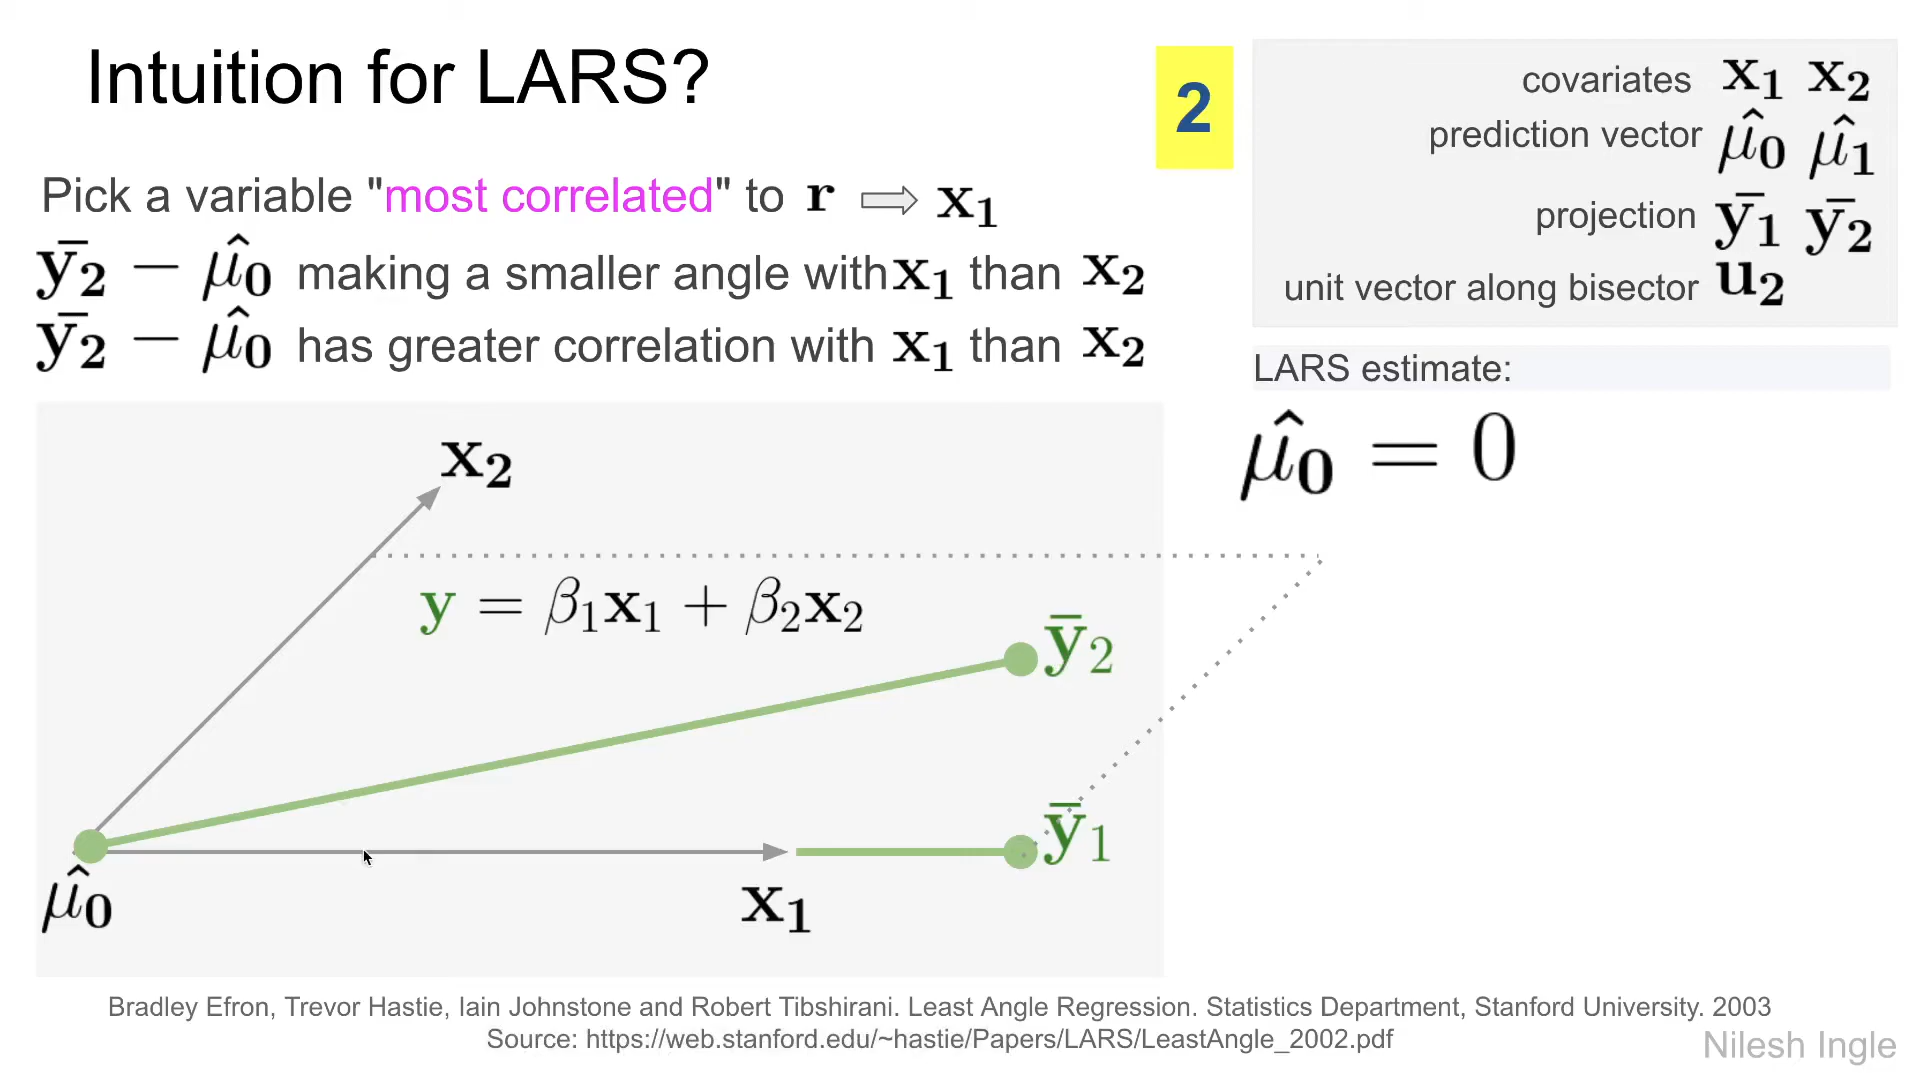 Intuition for LARS?
2
Pick a variable "most correlated" to r ⇨ x₁
ȳ₂ − μ̂₀ making a smaller angle with x₁ than x₂
ȳ₂ − μ̂₀ has greater correlation with x₁ than x₂
covariates x₁ x₂
prediction vector μ̂₀ μ̂₁
projection ȳ₁ ȳ₂
unit vector along bisector u₂
LARS estimate:
μ̂₀ = 0
x₂
y = β₁x₁ + β₂x₂
ȳ₂
ȳ₁
μ̂₀
x₁
Bradley Efron, Trevor Hastie, Iain Johnstone and Robert Tibshirani. Least Angle Regression. Statistics Department, Stanford University. 2003
Source: https://web.stanford.edu/~hastie/Papers/LARS/LeastAngle_2002.pdf
Nilesh Ingle